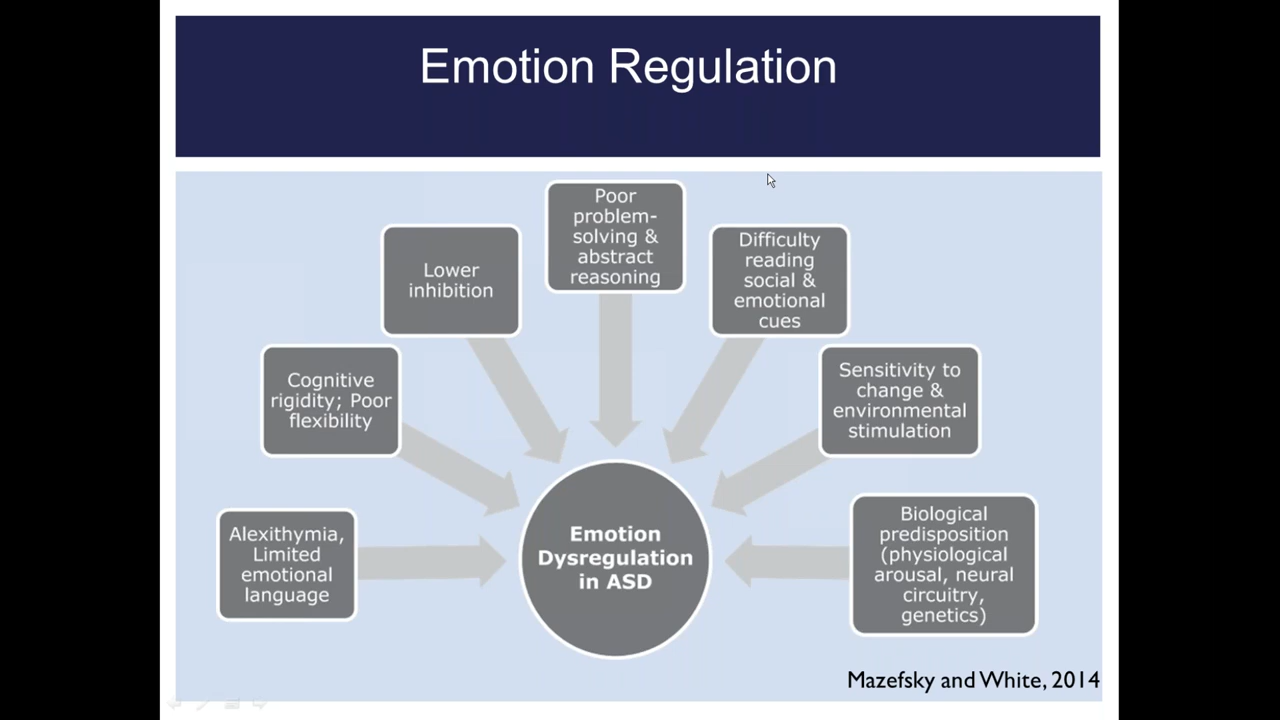 Emotion Regulation
Poor
problem-
solving &
abstract
reasoning
Lower
inhibition
Difficulty
reading
social &
emotional
cues
Cognitive
rigidity; Poor
flexibility
Sensitivity to
change &
environmental
stimulation
Alexithymia,
Limited
emotional
language
Emotion
Dysregulation
in ASD
Biological
predisposition
(physiological
arousal, neural
circuitry,
genetics)
Mazefsky and White, 2014